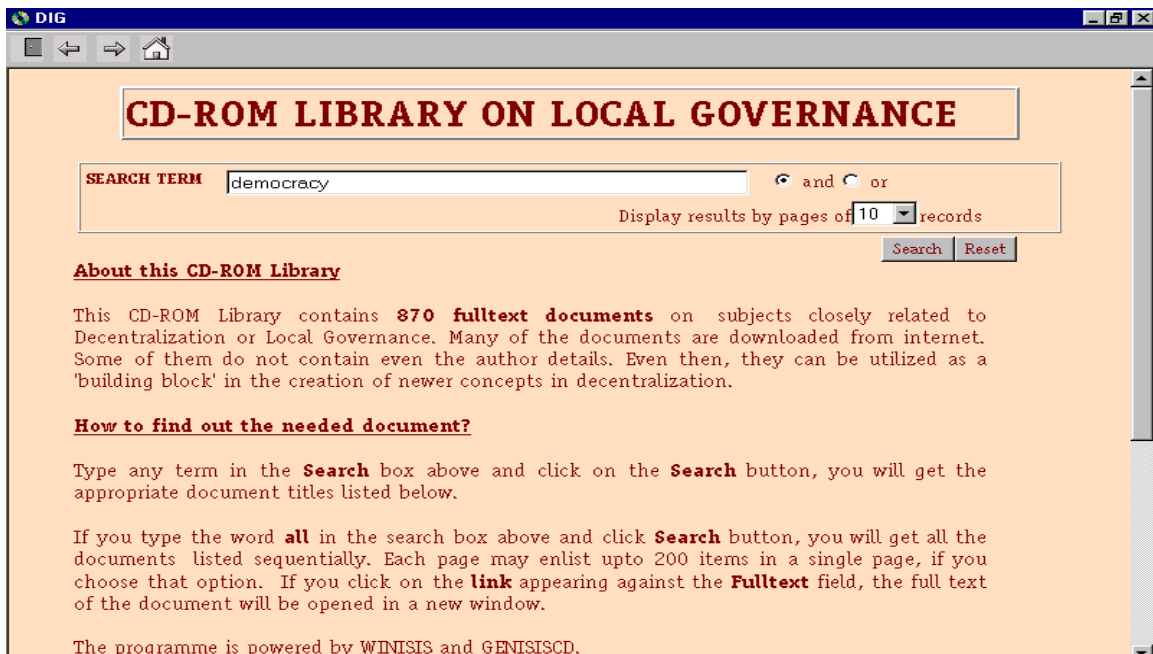 DIG
CD-ROM LIBRARY ON LOCAL GOVERNANCE
SEARCH TERM democracy and or
Display results by pages of 10 records
Search Reset
About this CD-ROM Library
This CD-ROM Library contains 870 fulltext documents on subjects closely related to
Decentralization or Local Governance. Many of the documents are downloaded from internet.
Some of them do not contain even the author details. Even then, they can be utilized as a
'building block' in the creation of newer concepts in decentralization.
How to find out the needed document?
Type any term in the Search box above and click on the Search button, you will get the
appropriate document titles listed below.
If you type the word all in the search box above and click Search button, you will get all the
documents listed sequentially. Each page may enlist upto 200 items in a single page, if you
choose that option. If you click on the link appearing against the Fulltext field, the full text
of the document will be opened in a new window.
The programme is powered by WINISIS and GENISISCD.